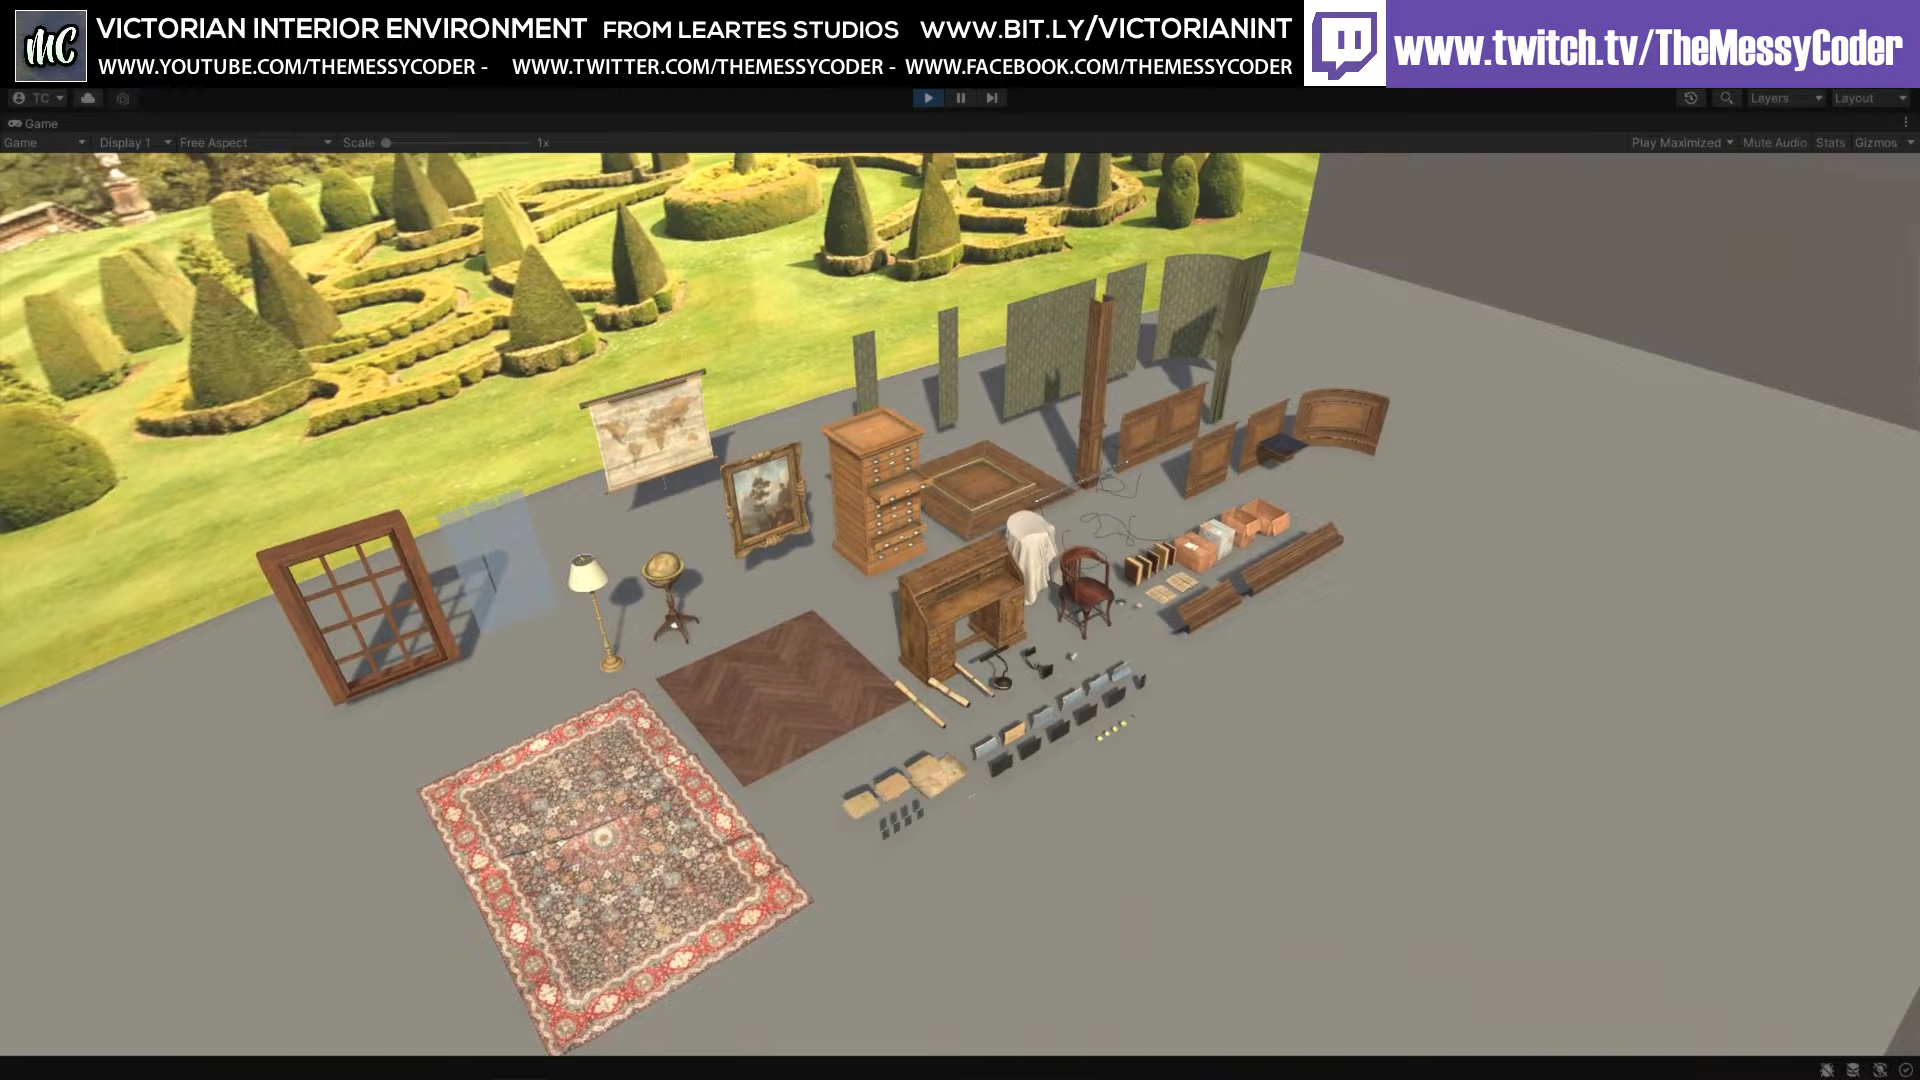 MC
VICTORIAN INTERIOR ENVIRONMENT FROM LEARTES STUDIOS WWW.BIT.LY/VICTORIANINT
WWW.YOUTUBE.COM/THEMESSYCODER - WWW.TWITTER.COM/THEMESSYCODER - WWW.FACEBOOK.COM/THEMESSYCODER
www.twitch.tv/TheMessyCoder
TC
Layers
Layout
Game
Game
Display 1
Free Aspect
Scale
1x
Play Maximized
Mute Audio
Stats
Gizmos